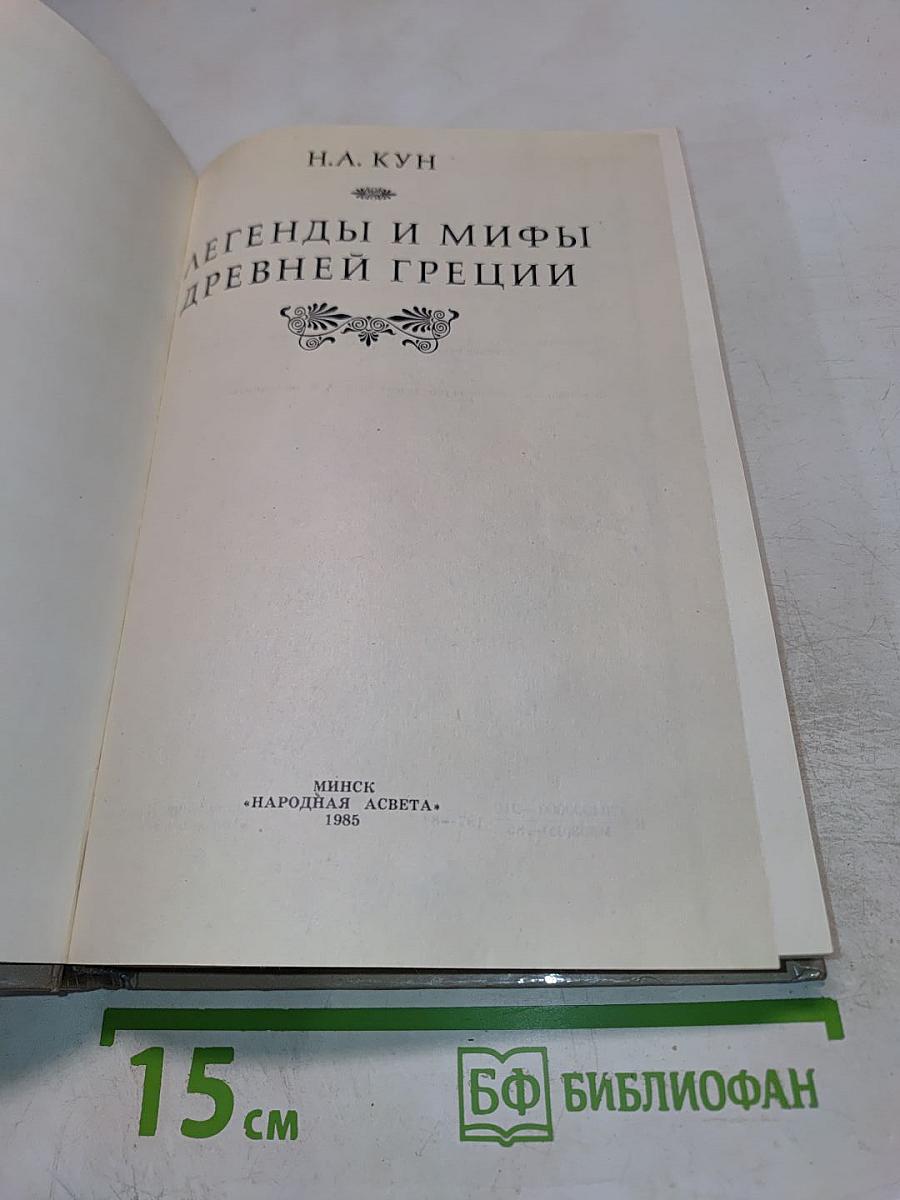 Н.А. КУН
ЛЕГЕНДЫ И МИФЫ
ДРЕВНЕЙ ГРЕЦИИ
МИНСК
«НАРОДНАЯ АСВЕТА»
1985
15 см
БФ БИБЛИОФАН